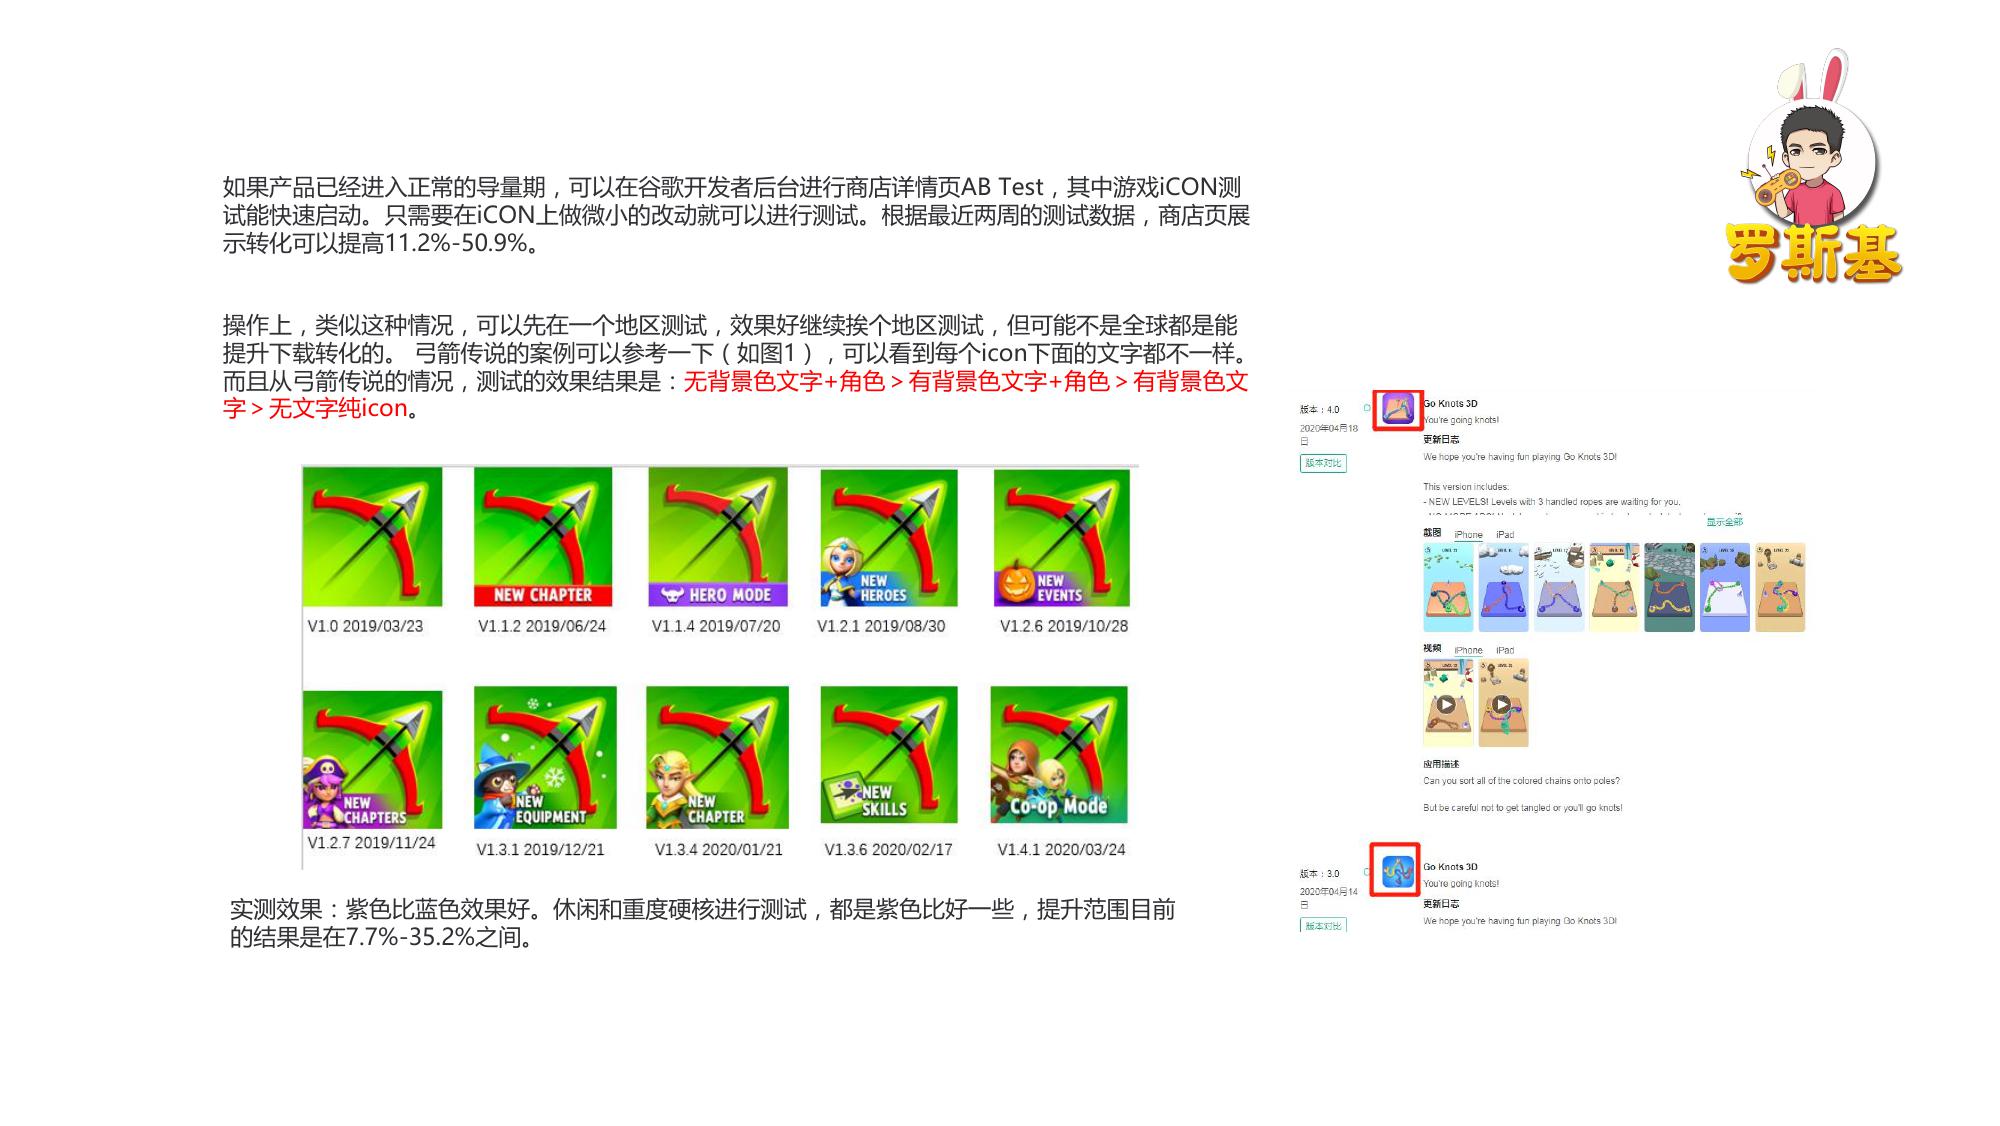 罗斯基
如果产品已经进入正常的导量期，可以在谷歌开发者后台进行商店详情页AB Test，其中游戏iCON测
试能快速启动。只需要在iCON上做微小的改动就可以进行测试。根据最近两周的测试数据，商店页展
示转化可以提高11.2%-50.9%。
操作上，类似这种情况，可以先在一个地区测试，效果好继续挨个地区测试，但可能不是全球都是能
提升下载转化的。 弓箭传说的案例可以参考一下（如图1），可以看到每个icon下面的文字都不一样。
而且从弓箭传说的情况，测试的效果结果是：无背景色文字+角色＞有背景色文字+角色＞有背景色文
字＞无文字纯icon。
NEW CHAPTER
HERO MODE
NEW
HEROES
NEW
EVENTS
V1.0 2019/03/23
V1.1.2 2019/06/24
V1.1.4 2019/07/20
V1.2.1 2019/08/30
V1.2.6 2019/10/28
NEW
CHAPTERS
NEW
EQUIPMENT
NEW
CHAPTER
NEW
SKILLS
Co-op Mode
V1.2.7 2019/11/24
V1.3.1 2019/12/21
V1.3.4 2020/01/21
V1.3.6 2020/02/17
V1.4.1 2020/03/24
实测效果：紫色比蓝色效果好。休闲和重度硬核进行测试，都是紫色比好一些，提升范围目前
的结果是在7.7%-35.2%之间。
版本：4.0
2020年04月18
日
版本对比
Go Knots 3D
You're going knots!
更新日志
We hope you're having fun playing Go Knots 3D!
This version includes:
- NEW LEVELS! Levels with 3 handled ropes are waiting for you.
显示全部
截图 iPhone iPad
视频 iPhone iPad
应用描述
Can you sort all of the colored chains onto poles?
But be careful not to get tangled or you'll go knots!
版本：3.0
2020年04月14
日
版本对比
Go Knots 3D
You're going knots!
更新日志
We hope you're having fun playing Go Knots 3D!